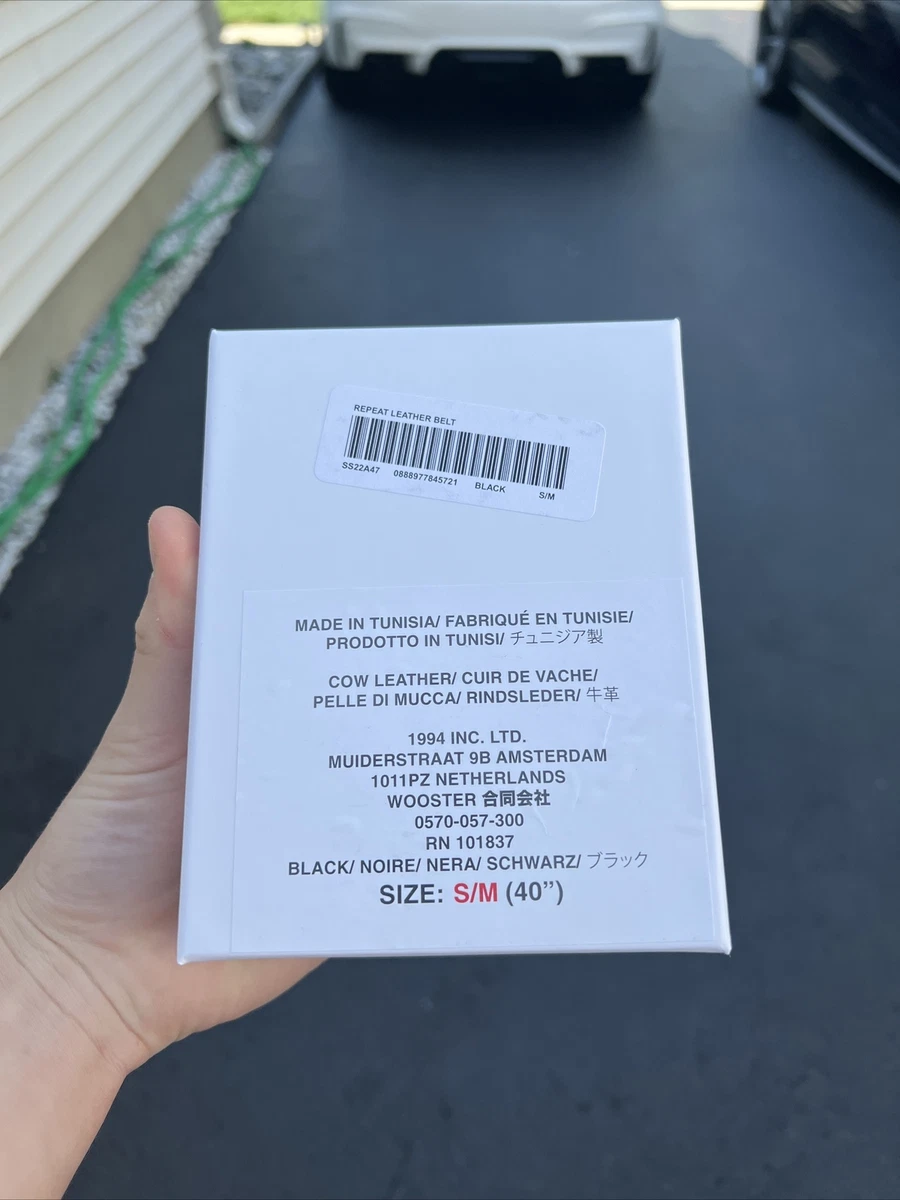 REPEAT LEATHER BELT
SS22A47 0888977845721 BLACK S/M
MADE IN TUNISIA/ FABRIQUÉ EN TUNISIE/
PRODOTTO IN TUNISI/ チュニジア製
COW LEATHER/ CUIR DE VACHE/
PELLE DI MUCCA/ RINDSLEDER/ 牛革
1994 INC. LTD.
MUIDERSTRAAT 9B AMSTERDAM
1011PZ NETHERLANDS
WOOSTER 合同会社
0570-057-300
RN 101837
BLACK/ NOIRE/ NERA/ SCHWARZ/ ブラック
SIZE: S/M (40”)